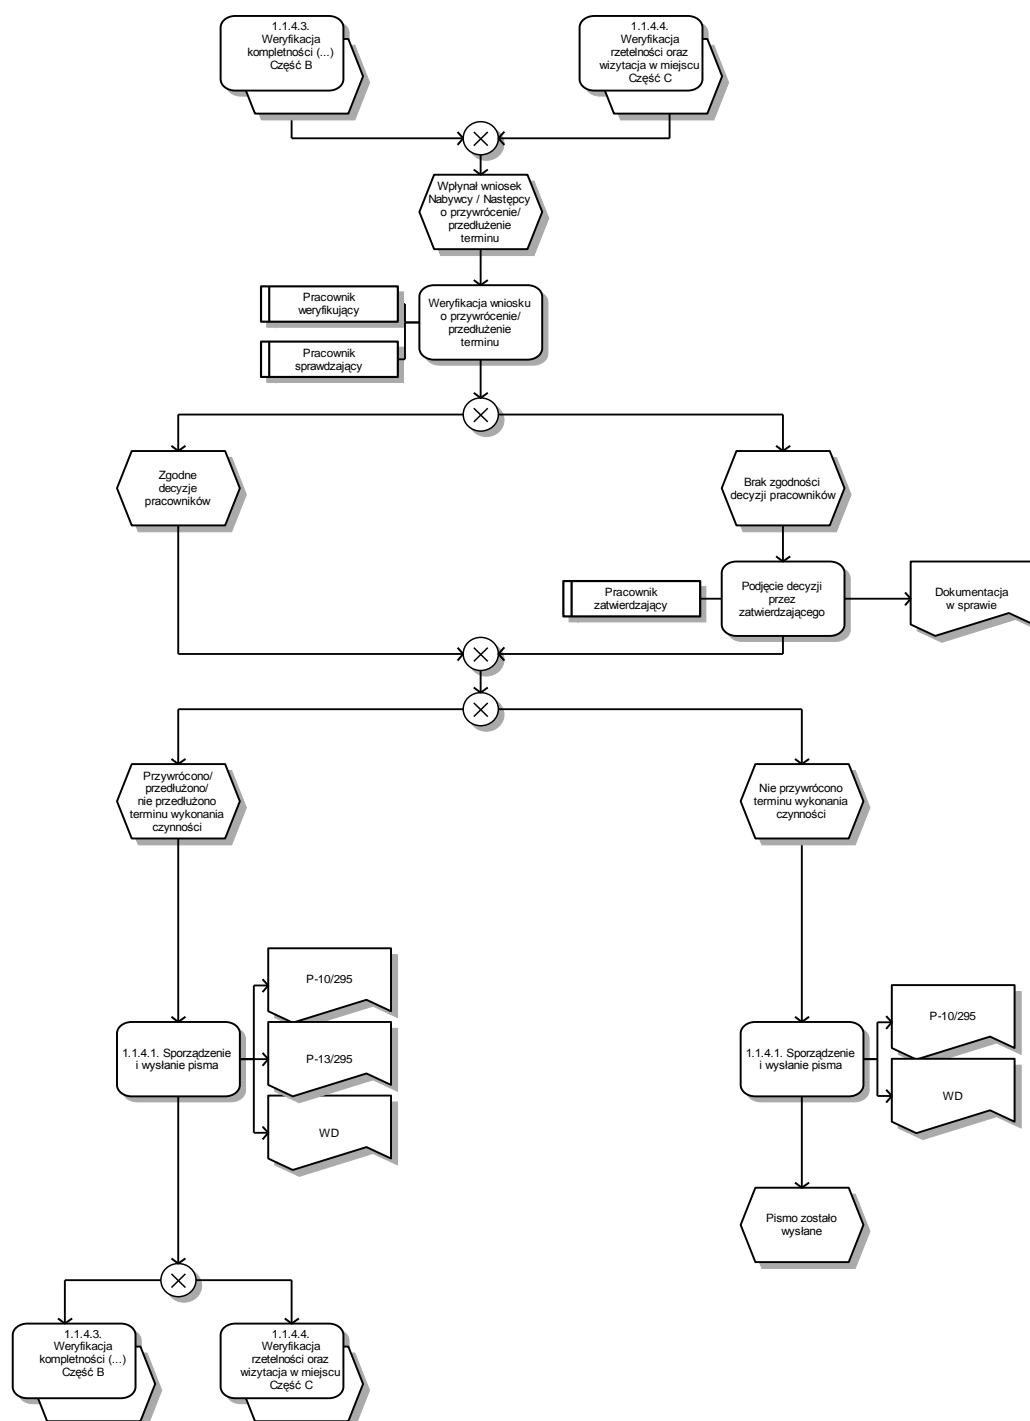 1.1.4.3.
Weryfikacja
kompletności (...)
Część B
1.1.4.4.
Weryfikacja
rzetelności oraz
wizytacja w miejscu
Część C
Wpłynał wniosek
Nabywcy / Następcy
o przywrócenie/
przedłużenie
terminu
Pracownik
weryfikujący
Weryfikacja wniosku
o przywrócenie/
przedłużenie
terminu
Pracownik
sprawdzający
Zgodne
decyzje
pracowników
Brak zgodności
decyzji pracowników
Pracownik
zatwierdzający
Podjęcie decyzji
przez
zatwierdzającego
Dokumentacja
w sprawie
Przywrócono/
przedłużono/
nie przedłużono
terminu wykonania
czynności
Nie przywrócono
terminu wykonania
czynności
P-10/295
1.1.4.1. Sporządzenie
i wysłanie pisma
P-13/295
WD
P-10/295
1.1.4.1. Sporządzenie
i wysłanie pisma
WD
Pismo zostało
wysłane
1.1.4.3.
Weryfikacja
kompletności (...)
Część B
1.1.4.4.
Weryfikacja
rzetelności oraz
wizytacja w miejscu
Część C